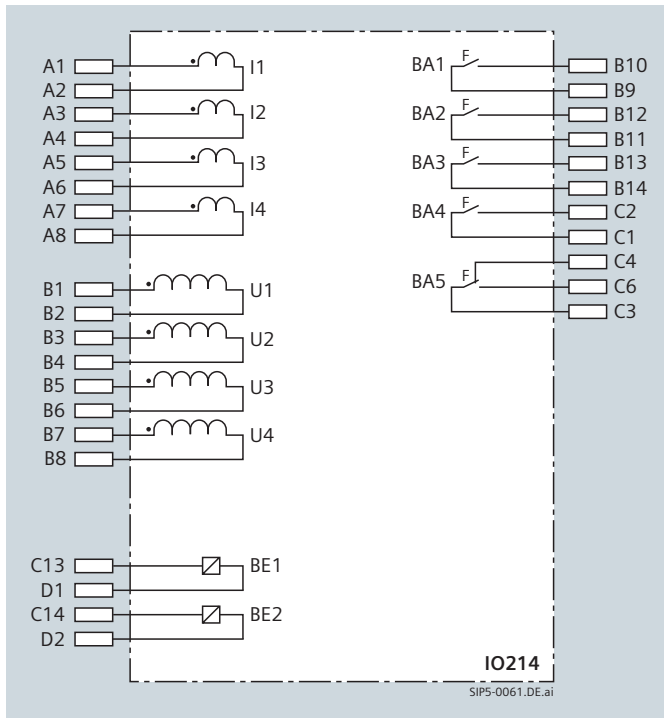 A1 I1 BA1 F B10
A2 B9
A3 I2 BA2 F B12
A4 B11
A5 I3 BA3 F B13
A6 B14
A7 I4 BA4 F C2
A8 C1
C4
B1 U1 BA5 F C6
B2 C3
B3 U2
B4
B5 U3
B6
B7 U4
B8
C13 BE1
D1
C14 BE2
D2
IO214
SIP5-0061.DE.ai